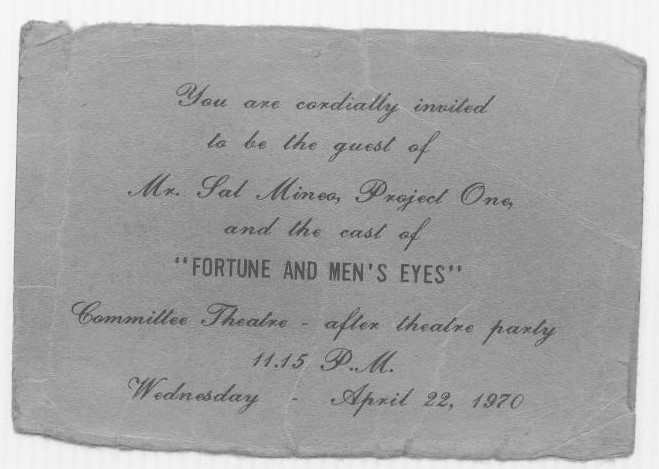 You are cordially invited
to be the guest of
Mr. Sal Mineo, Project One,
and the cast of
"FORTUNE AND MEN'S EYES"
Committee Theatre - after theatre party
11.15 P.M.
Wednesday - April 22, 1970